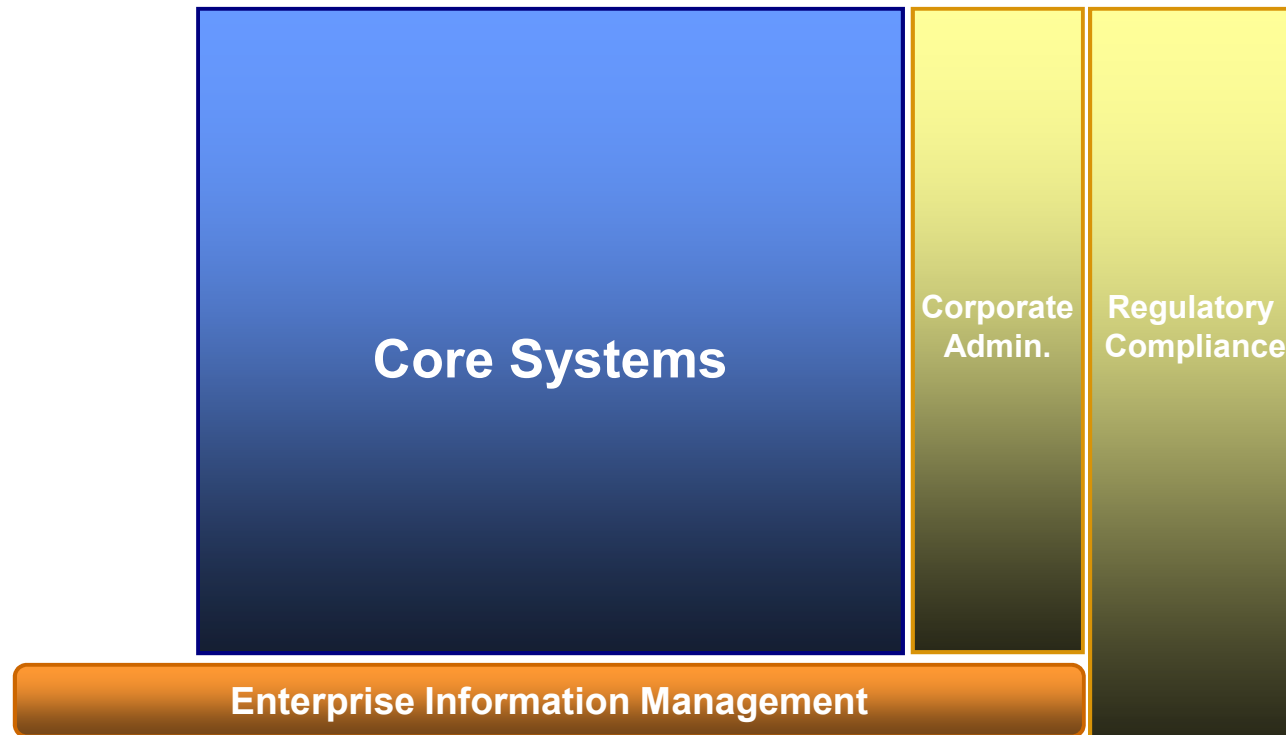 Core Systems
Corporate
Admin.
Regulatory
Compliance
Enterprise Information Management